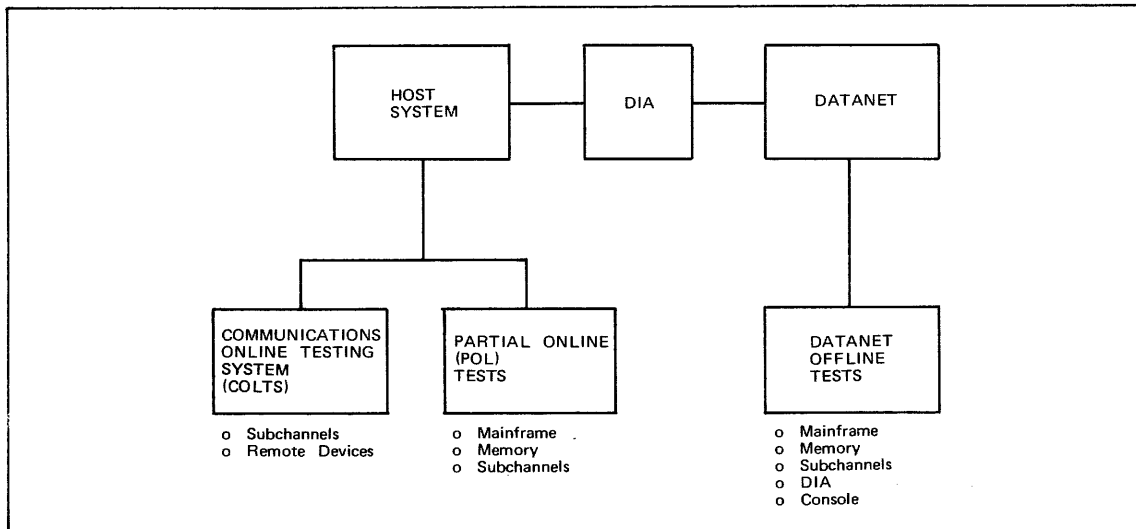 HOST
SYSTEM
DIA
DATANET
COMMUNICATIONS
ONLINE TESTING
SYSTEM
(COLTS)
PARTIAL ONLINE
(POL)
TESTS
DATANET
OFFLINE
TESTS
o Subchannels
o Remote Devices
o Mainframe
o Memory
o Subchannels
o Mainframe
o Memory
o Subchannels
o DIA
o Console